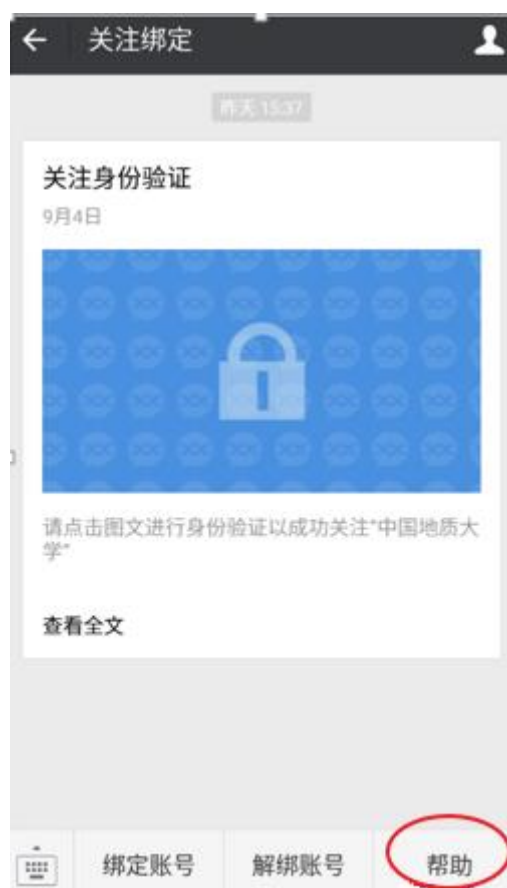 关注绑定
昨天 15:37
关注身份验证
9月4日
请点击图文进行身份验证以成功关注“中国地质大
学”
查看全文
绑定账号
解绑账号
帮助